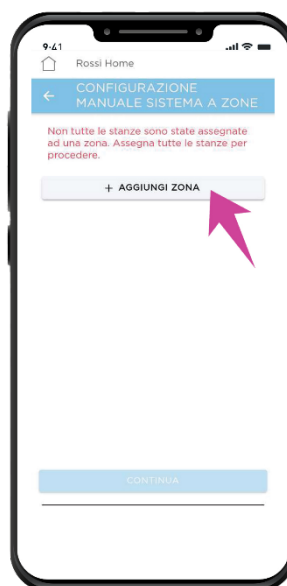 9:41
Rossi Home
CONFIGURAZIONE
MANUALE SISTEMA A ZONE
Non tutte le stanze sono state assegnate
ad una zona. Assegna tutte le stanze per
procedere.
+ AGGIUNGI ZONA
CONTINUA